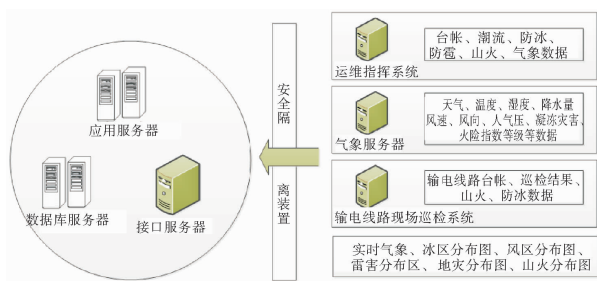 应用服务器
数据库服务器
接口服务器
安全隔
离装置
运维指挥系统
台帐、潮流、防冰、
防雹、山火、气象数据
气象服务器
天气、温度、湿度、降水量
风速、风向、人气压、凝冻灾害、
火险指数等级等数据
输电线路现场巡检系统
输电线路台帐、巡检结果、
山火、防冰数据
实时气象、冰区分布图、风区分布图、
雷害分布区、地灾分布图、山火分布图